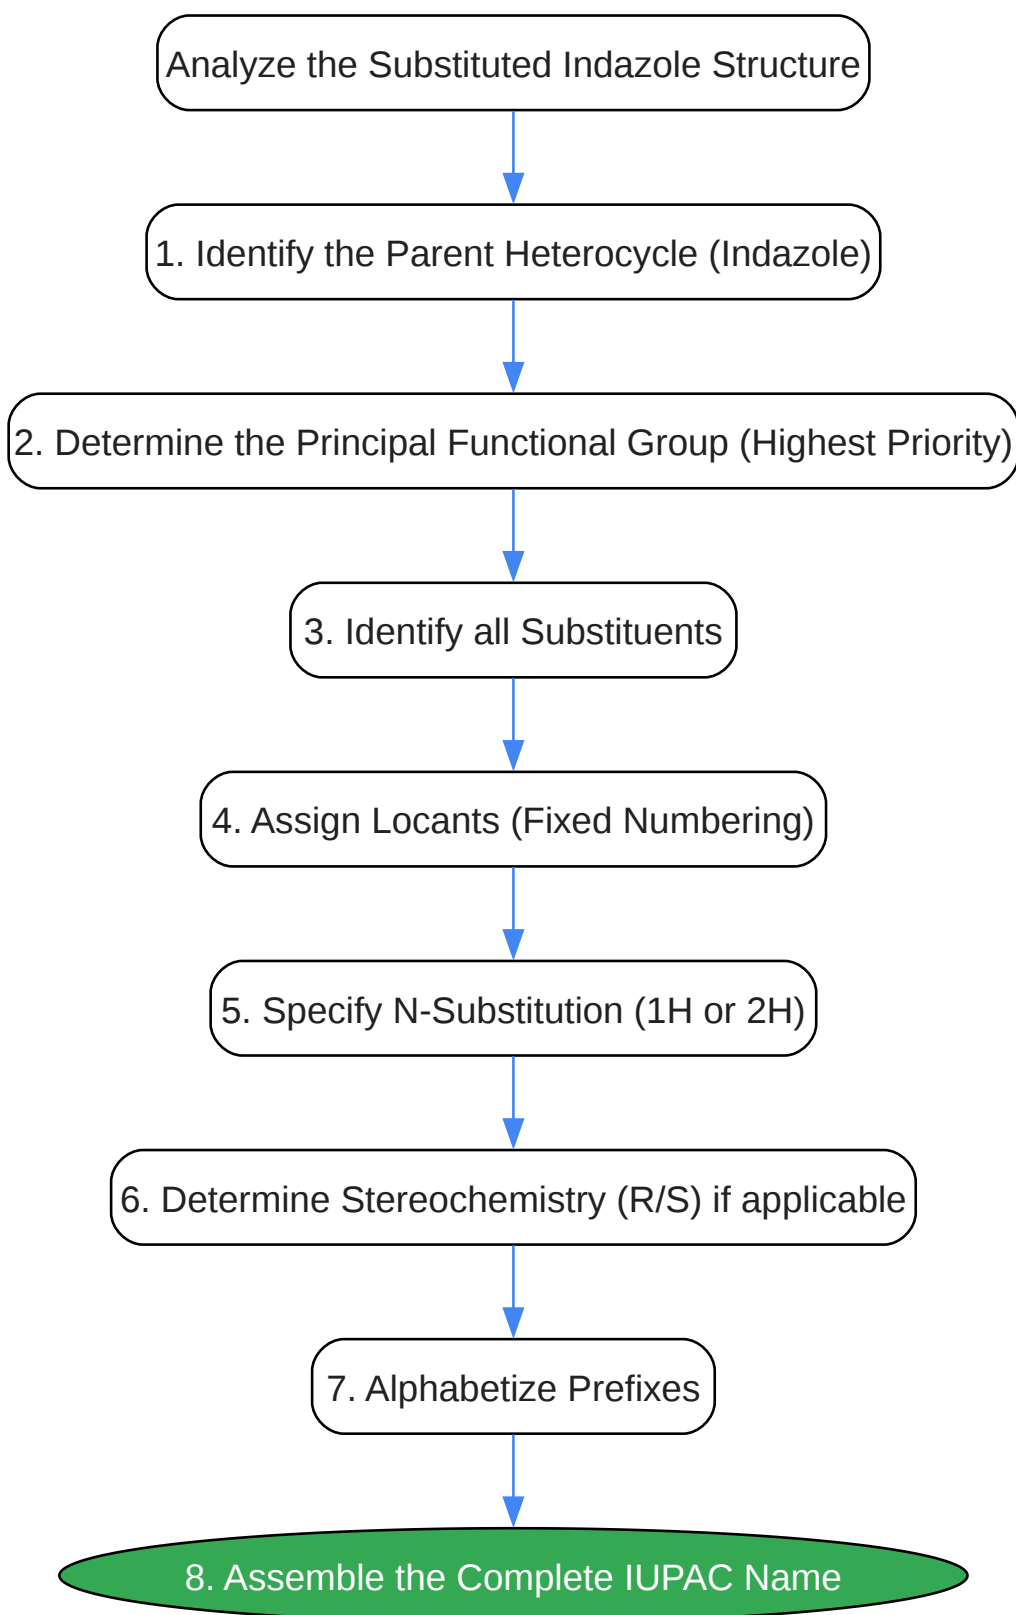 Analyze the Substituted Indazole Structure
1. Identify the Parent Heterocycle (Indazole)
2. Determine the Principal Functional Group (Highest Priority)
3. Identify all Substituents
4. Assign Locants (Fixed Numbering)
5. Specify N-Substitution (1H or 2H)
6. Determine Stereochemistry (R/S) if applicable
7. Alphabetize Prefixes
8. Assemble the Complete IUPAC Name